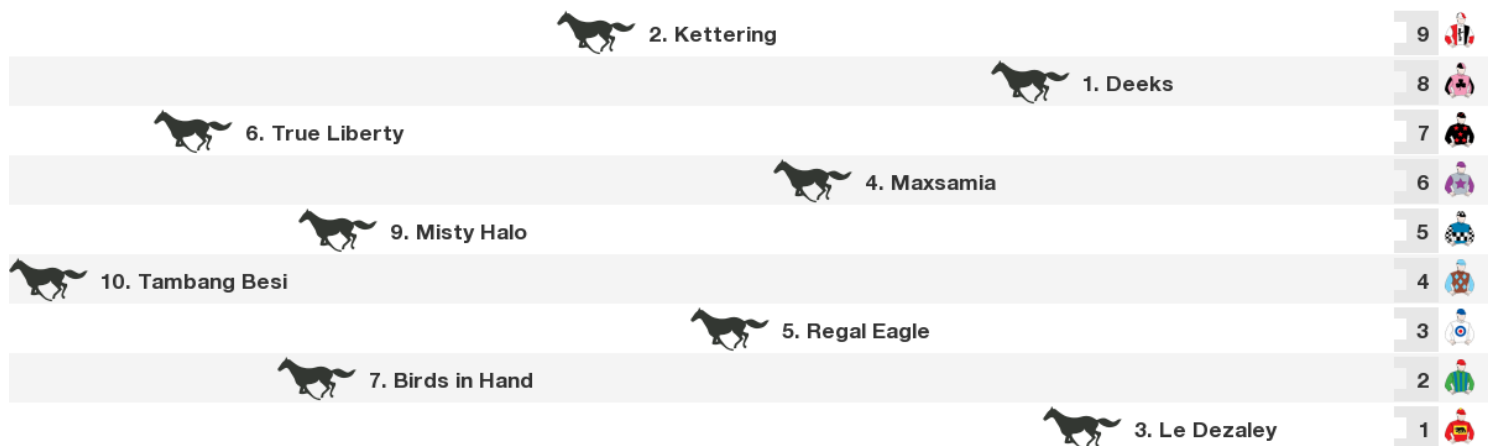 2. Kettering 9
1. Deeks 8
6. True Liberty 7
4. Maxsamia 6
9. Misty Halo 5
10. Tambang Besi 4
5. Regal Eagle 3
7. Birds in Hand 2
3. Le Dezaley 1